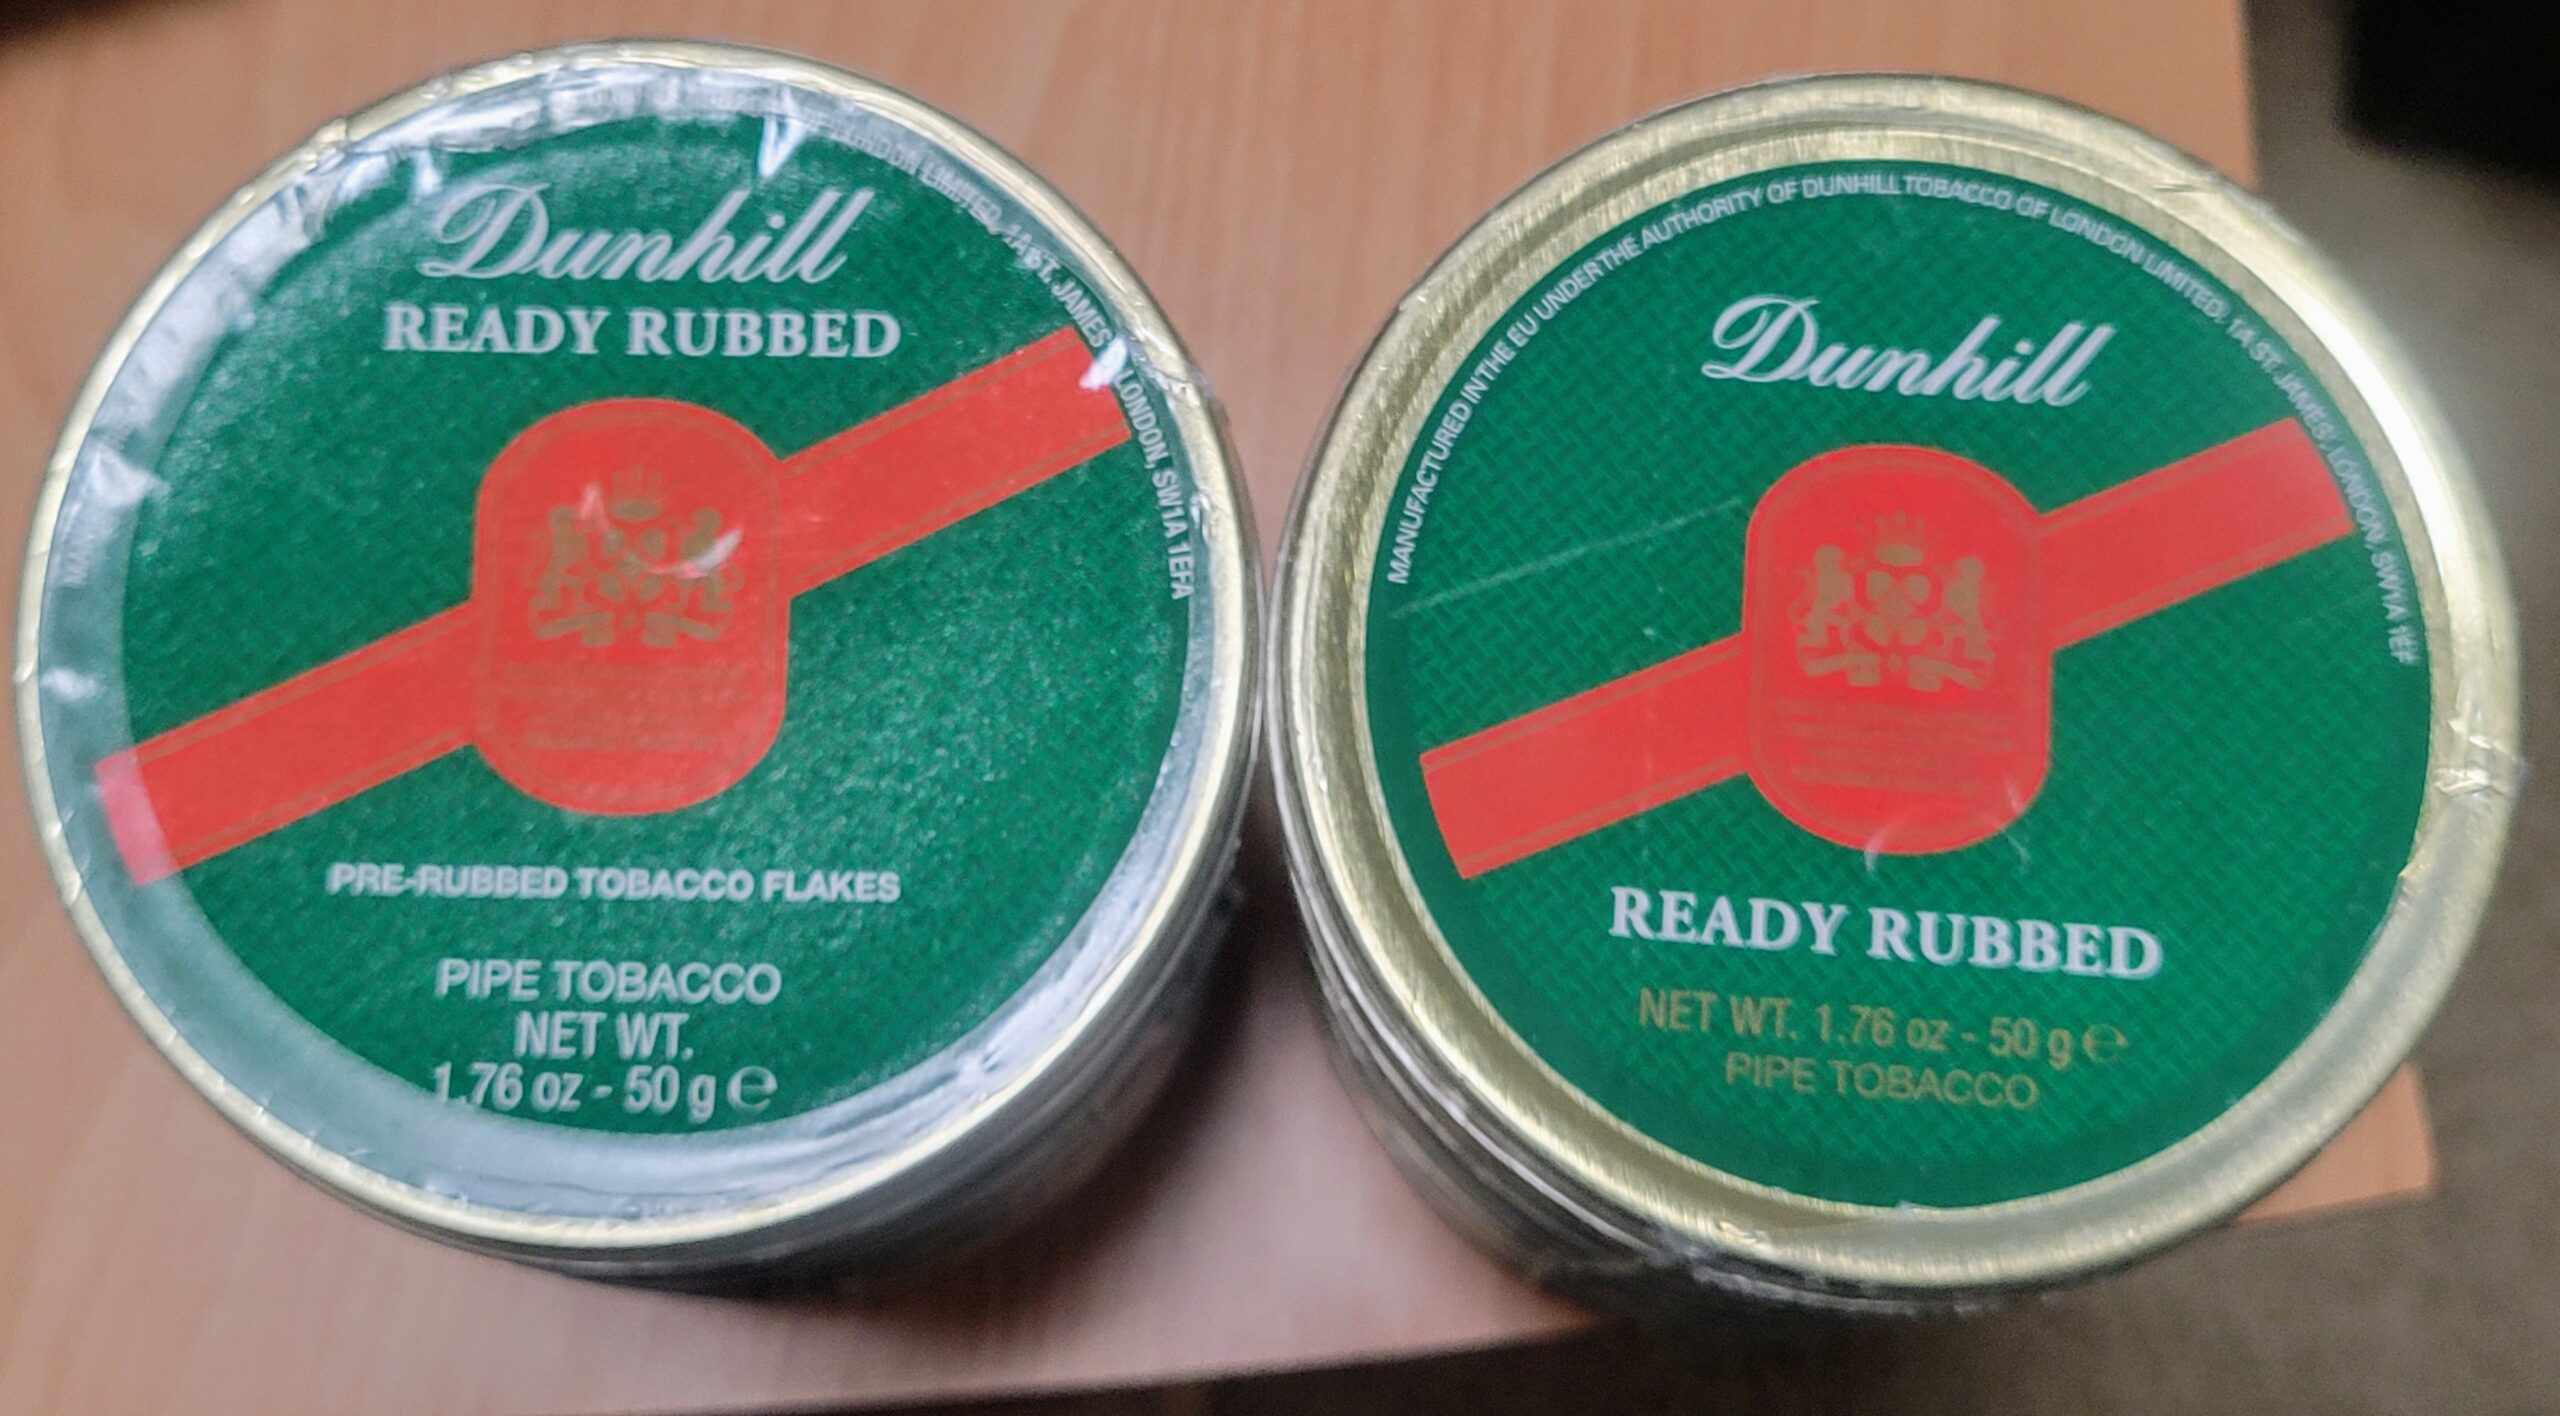 Dunhill
READY RUBBED
LONDON LIMITED, 1A ST. JAMES LONDON, SW1A 1EFA
PRE-RUBBED TOBACCO FLAKES
PIPE TOBACCO
NET WT.
1.76 oz - 50 g ℮
MANUFACTURED IN THE EU UNDER THE AUTHORITY OF DUNHILL TOBACCO OF LONDON LIMITED, 1A ST. JAMES, LONDON, SW1A 1EF
Dunhill
READY RUBBED
NET WT. 1.76 oz - 50 g ℮
PIPE TOBACCO